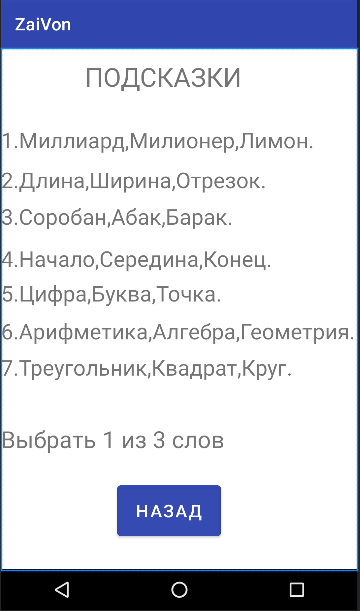 ZaiVon
ПОДСКАЗКИ
1.Миллиард,Милионер,Лимон.
2.Длина,Ширина,Отрезок.
3.Соробан,Абак,Барак.
4.Начало,Середина,Конец.
5.Цифра,Буква,Точка.
6.Арифметика,Алгебра,Геометрия.
7.Треугольник,Квадрат,Круг.
Выбрать 1 из 3 слов
НАЗАД